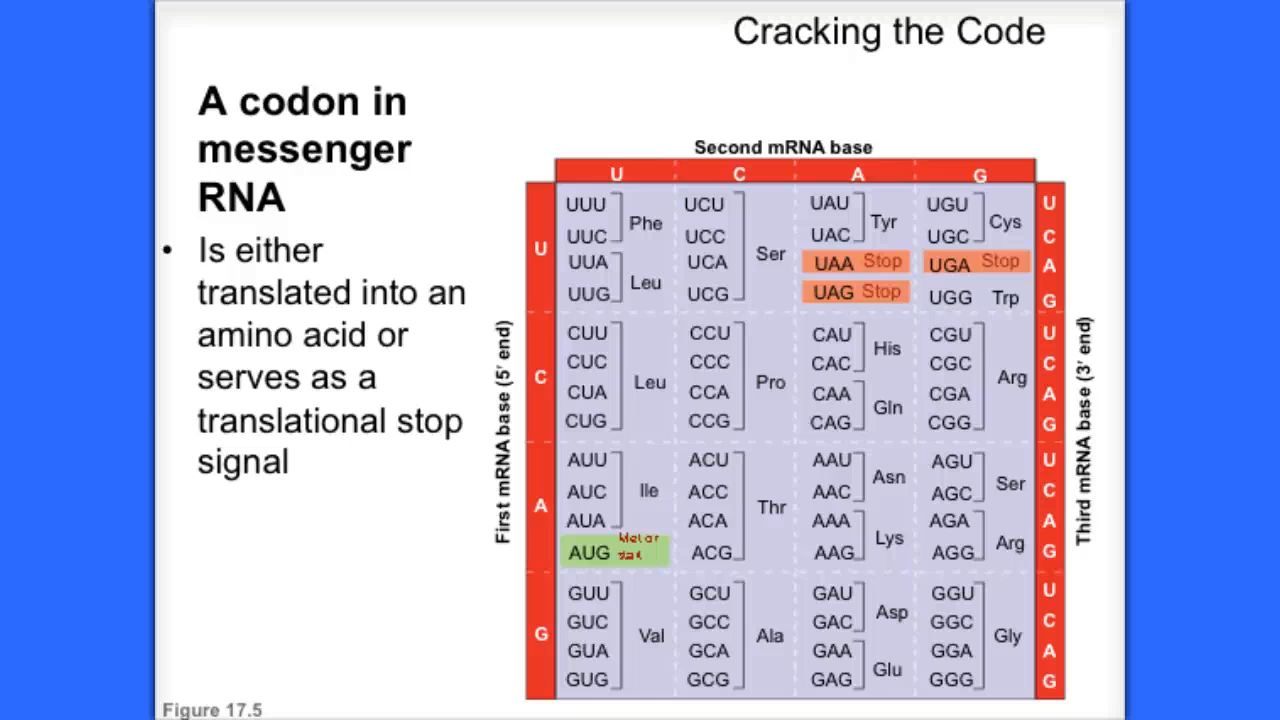 Cracking the Code
A codon in
messenger
RNA
• Is either
translated into an
amino acid or
serves as a
translational stop
signal
Second mRNA base
U C A G
First mRNA base (5′ end)
Third mRNA base (3′ end)
U
UUU Phe UCU Ser UAU Tyr UGU Cys U
UUC UCC UAC UGC C
UUA Leu UCA UAA Stop UGA Stop A
UUG UCG UAG Stop UGG Trp G
C
CUU Leu CCU Pro CAU His CGU Arg U
CUC CCC CAC CGC C
CUA CCA CAA Gln CGA A
CUG CCG CAG CGG G
A
AUU Ile ACU Thr AAU Asn AGU Ser U
AUC ACC AAC AGC C
AUA ACA AAA Lys AGA Arg A
AUG Met or ACG AAG AGG G
G
GUU Val GCU Ala GAU Asp GGU Gly U
GUC GCC GAC GGC C
GUA GCA GAA Glu GGA A
GUG GCG GAG GGG G
Figure 17.5